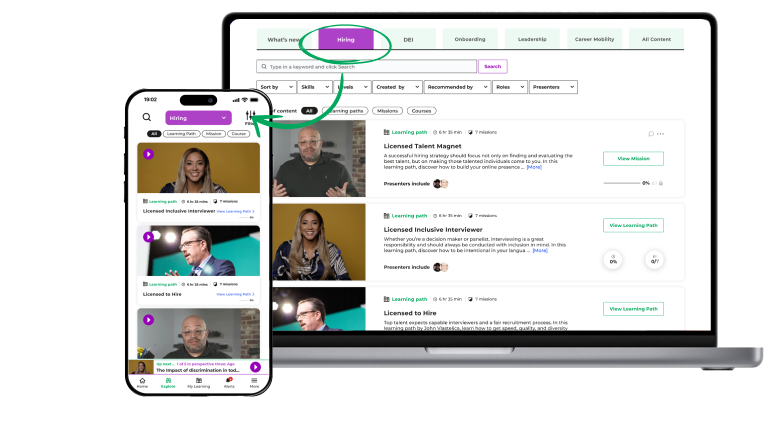 What's new
Hiring
DEI
Onboarding
Leadership
Career Mobility
All Content
Type in a keyword and click Search
Search
Sort by
Skills
Levels
Created by
Recommended by
Roles
Presenters
of content
All
Learning paths
Missions
Courses
Learning path
6 hr 35 min
7 missions
Licensed Talent Magnet
A successful hiring strategy should focus not only on finding and evaluating the
best talent, but on making those talented individuals come to you. In this
learning path, discover how to build your online presence ... [More]
Presenters include
View Mission
0%
Learning path
6 hr 35 min
7 missions
Licensed Inclusive Interviewer
Whether you're a decision maker or panelist, interviewing is a great
responsibility and should always be conducted with inclusion in mind. In this
learning path, discover how to be intentional in your langua ... [More]
Presenters include
View Learning Path
0%
0/7
Learning path
6 hr 35 min
7 missions
Licensed to Hire
Top talent expects capable interviewers and a fair recruitment process. In this
learning path by John Vlastelica, learn how to get speed, quality, and diversity
View Learning Path
19:02
Hiring
All
Learning Path
Mission
Course
Learning path
6 hr 35 min
7 missions
Licensed Inclusive Interviewer
View Learning Path
Learning path
6 hr 35 min
7 missions
Licensed to Hire
View Learning Path
Up next ... 1 of 5 in perspective times: Age
The Impact of discrimination in tod...
Home
Explore
My Learning
Alerts
More